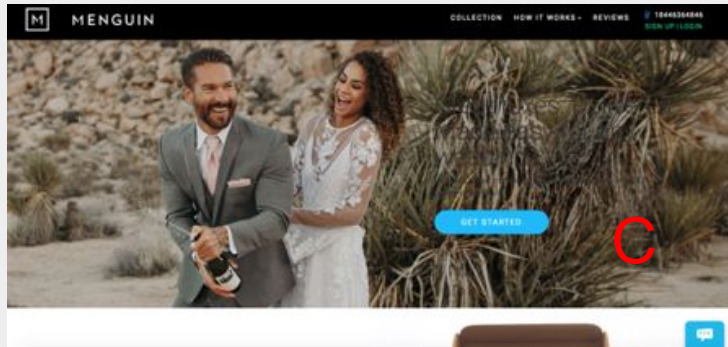 M MENGUIN
COLLECTION HOW IT WORKS REVIEWS 18446364846
SIGN UP | LOGIN
GET STARTED
C